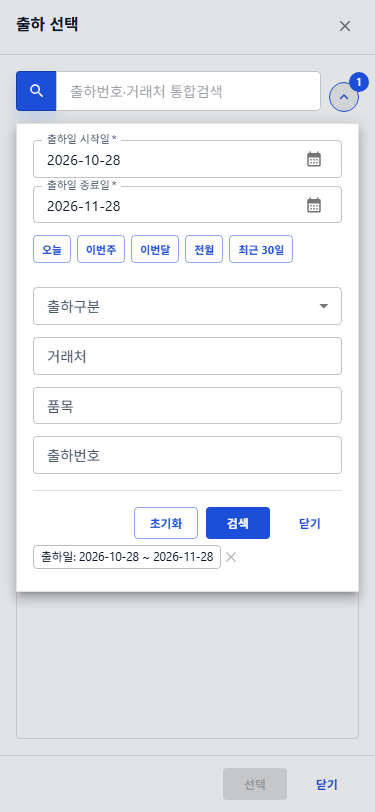 출하 선택
출하번호·거래처 통합검색
1
출하일 시작일 *
2026-10-28
출하일 종료일 *
2026-11-28
오늘 이번주 이번달 전월 최근 30일
출하구분
거래처
품목
출하번호
초기화 검색 닫기
출하일: 2026-10-28 ~ 2026-11-28
선택 닫기